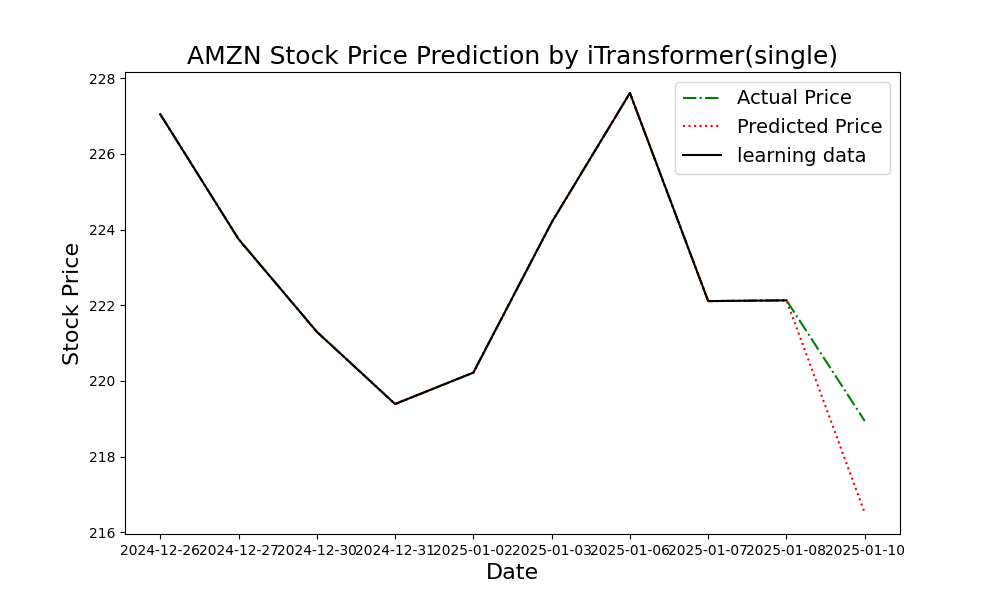 AMZN Stock Price Prediction by iTransformer(single)
Actual Price
Predicted Price
learning data
Stock Price
228
226
224
222
220
218
216
2024-12-26 2024-12-27 2024-12-30 2024-12-31 2025-01-02 2025-01-03 2025-01-06 2025-01-07 2025-01-08 2025-01-10
Date